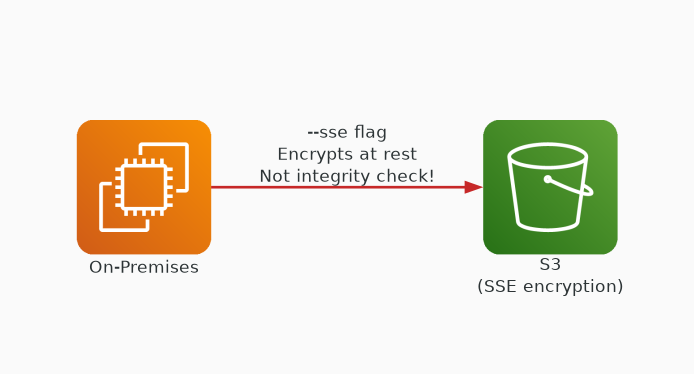 --sse flag
Encrypts at rest
Not integrity check!
On-Premises
S3
(SSE encryption)